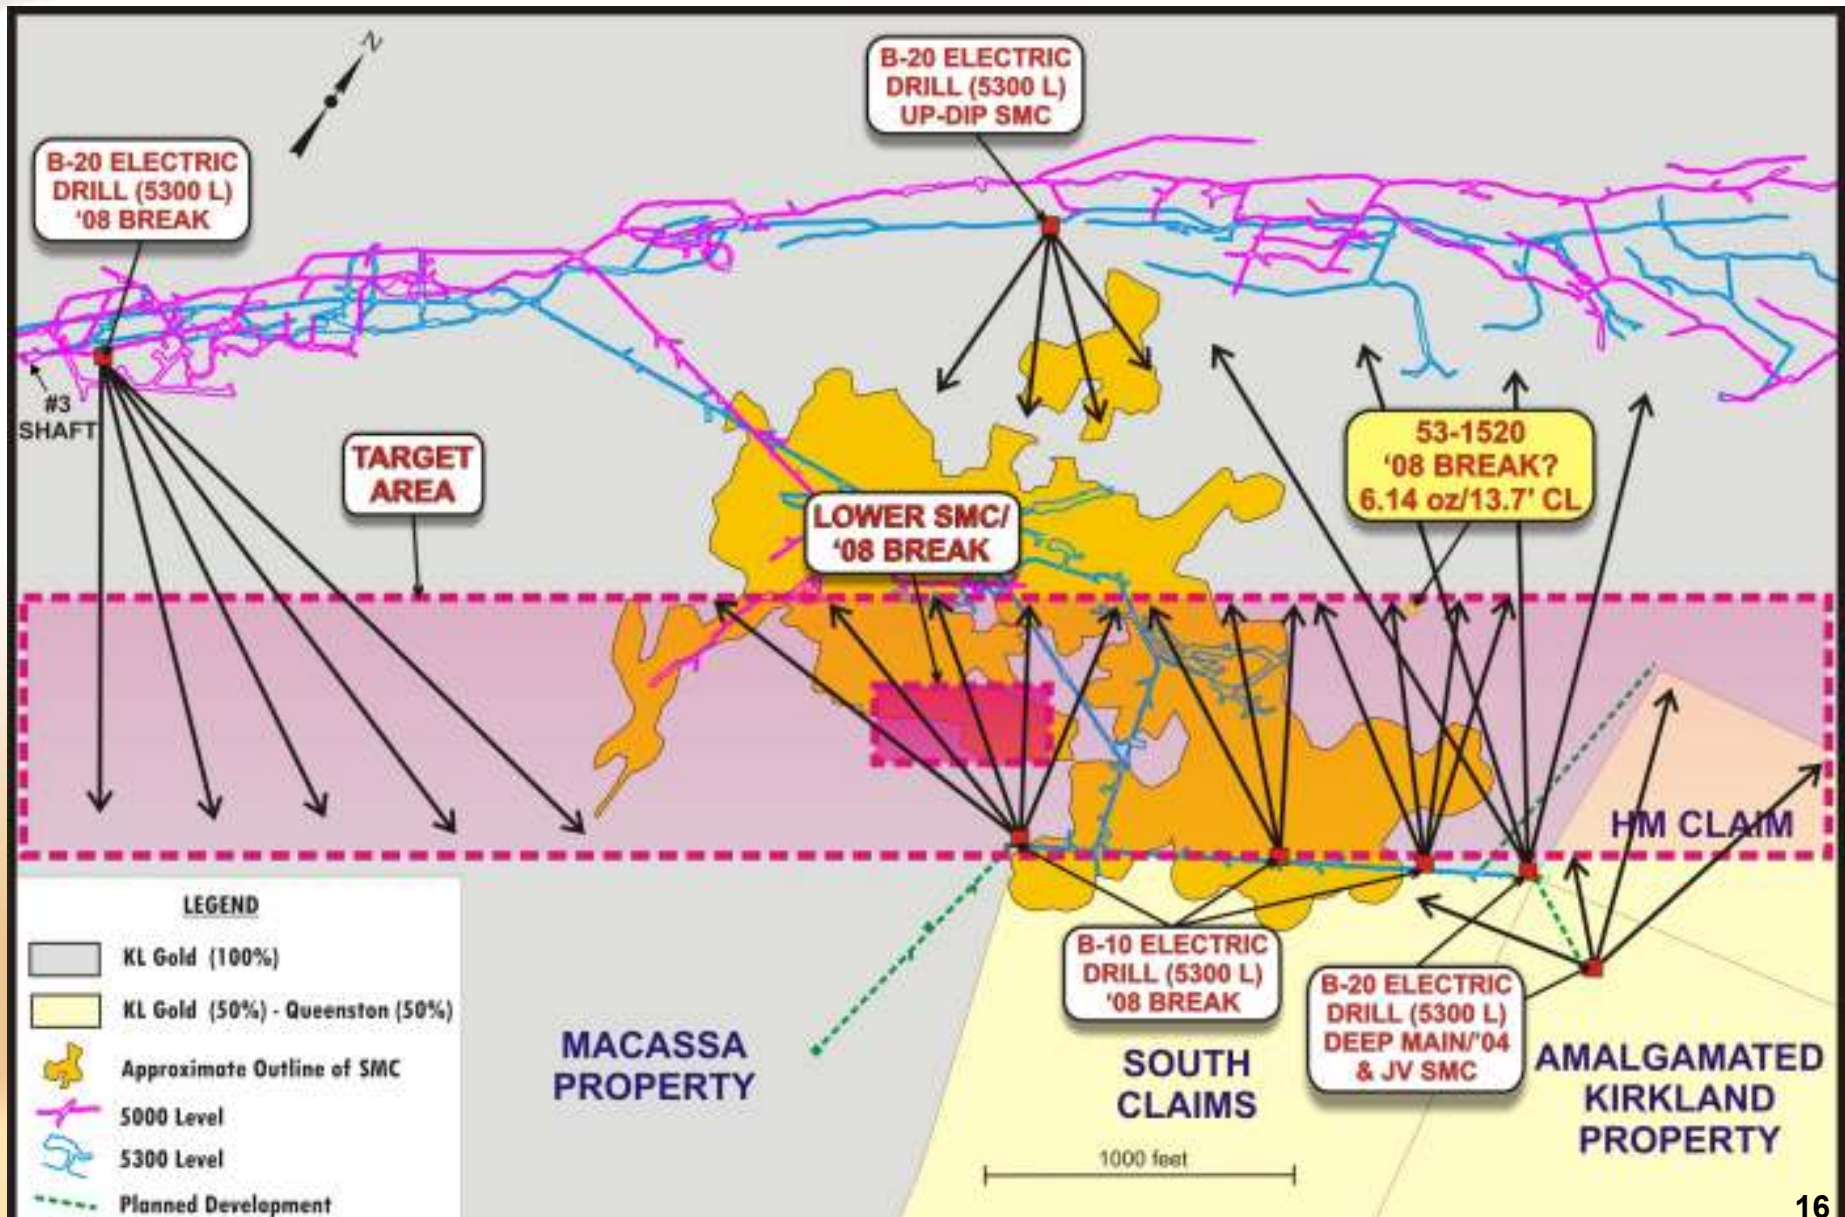 N
B-20 ELECTRIC
DRILL (5300 L)
UP-DIP SMC
B-20 ELECTRIC
DRILL (5300 L)
‘08 BREAK
#3
SHAFT
TARGET
AREA
53-1520
‘08 BREAK?
6.14 oz/13.7’ CL
LOWER SMC/
‘08 BREAK
HM CLAIM
LEGEND
KL Gold (100%)
KL Gold (50%) - Queenston (50%)
Approximate Outline of SMC
5000 Level
5300 Level
Planned Development
MACASSA
PROPERTY
B-10 ELECTRIC
DRILL (5300 L)
‘08 BREAK
B-20 ELECTRIC
DRILL (5300 L)
DEEP MAIN/’04
& JV SMC
SOUTH
CLAIMS
AMALGAMATED
KIRKLAND
PROPERTY
1000 feet
16